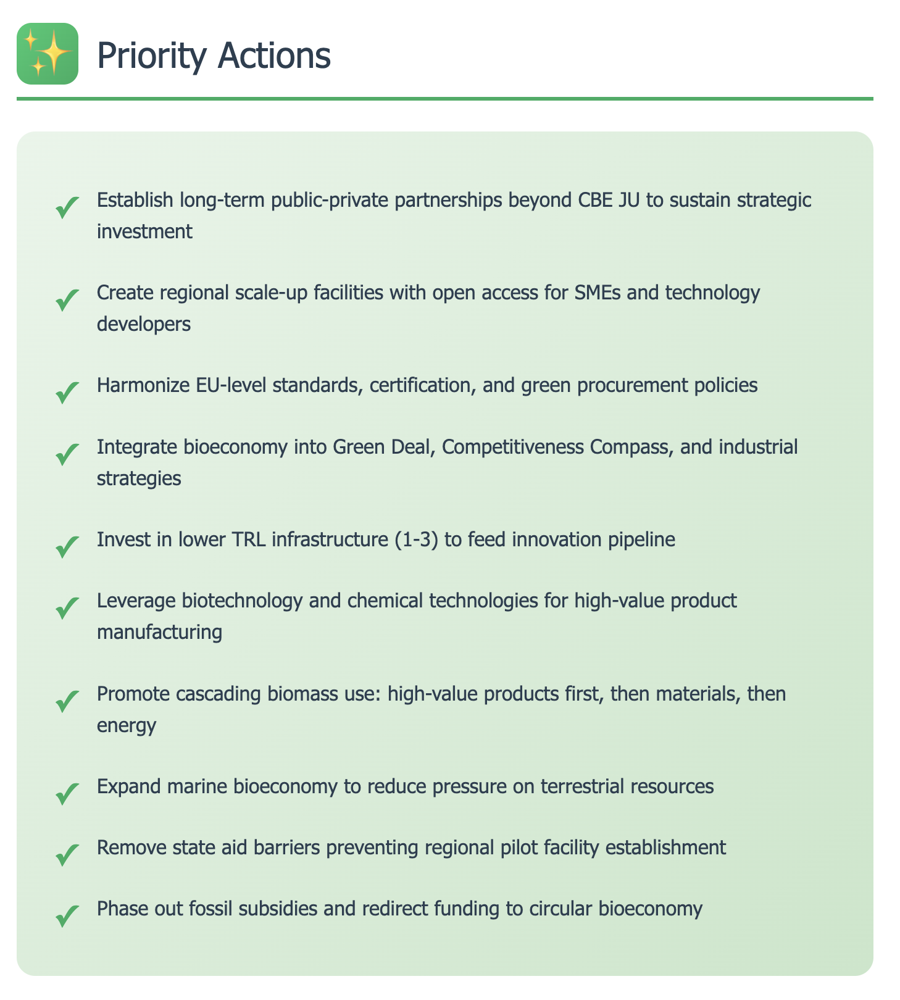 Priority Actions
Establish long-term public-private partnerships beyond CBE JU to sustain strategic
investment
Create regional scale-up facilities with open access for SMEs and technology
developers
Harmonize EU-level standards, certification, and green procurement policies
Integrate bioeconomy into Green Deal, Competitiveness Compass, and industrial
strategies
Invest in lower TRL infrastructure (1-3) to feed innovation pipeline
Leverage biotechnology and chemical technologies for high-value product
manufacturing
Promote cascading biomass use: high-value products first, then materials, then
energy
Expand marine bioeconomy to reduce pressure on terrestrial resources
Remove state aid barriers preventing regional pilot facility establishment
Phase out fossil subsidies and redirect funding to circular bioeconomy